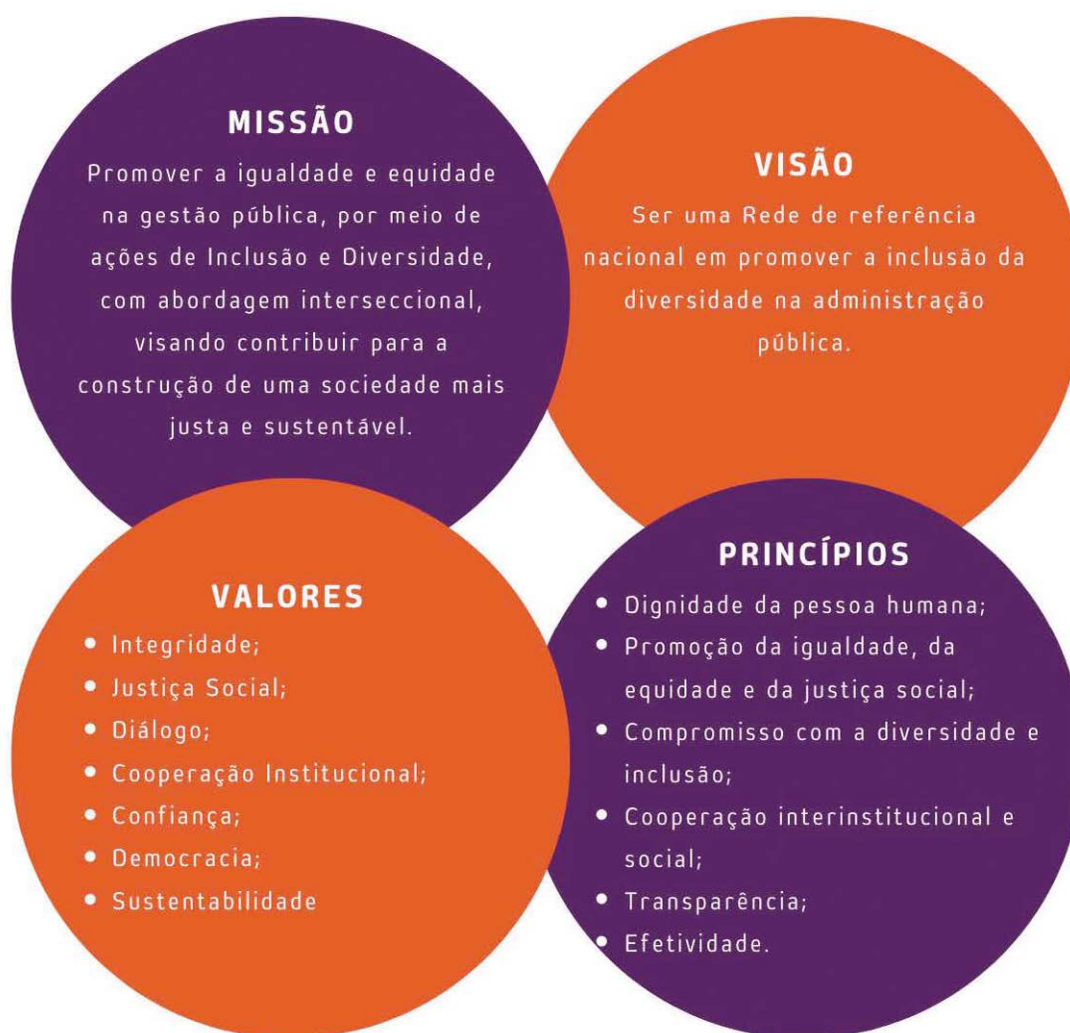 MISSÃO
Promover a igualdade e equidade
na gestão pública, por meio de
ações de Inclusão e Diversidade,
com abordagem interseccional,
visando contribuir para a
construção de uma sociedade mais
justa e sustentável.
VISÃO
Ser uma Rede de referência
nacional em promover a inclusão da
diversidade na administração
pública.
VALORES
• Integridade;
• Justiça Social;
• Diálogo;
• Cooperação Institucional;
• Confiança;
• Democracia;
• Sustentabilidade
PRINCÍPIOS
• Dignidade da pessoa humana;
• Promoção da igualdade, da
equidade e da justiça social;
• Compromisso com a diversidade e
inclusão;
• Cooperação interinstitucional e
social;
• Transparência;
• Efetividade.